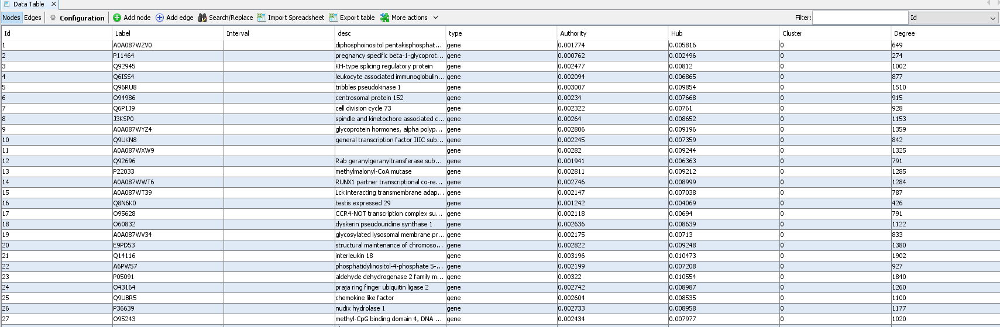 Data Table
Nodes Edges Configuration Add node Add edge Search/Replace Import Spreadsheet Export table More actions Filter: Id
Id Label Interval desc type Authority Hub Cluster Degree
1 A0A087WZV0 diphosphoinositol pentakisphosphat... gene 0.001774 0.005816 0 649
2 P11464 pregnancy specific beta-1-glycoprot... gene 0.000762 0.002496 0 274
3 Q92945 KH-type splicing regulatory protein gene 0.002477 0.00812 0 1002
4 Q6ISS4 leukocyte associated immunoglobulin... gene 0.002094 0.006865 0 877
5 Q96RU8 tribbles pseudokinase 1 gene 0.003007 0.009854 0 1510
6 O94986 centrosomal protein 152 gene 0.00234 0.007668 0 915
7 Q6P1J9 cell division cycle 73 gene 0.002322 0.00761 0 928
8 J3KSP0 spindle and kinetochore associated c... gene 0.00264 0.008652 0 1153
9 A0A087WYZ4 glycoprotein hormones, alpha polyp... gene 0.002806 0.009196 0 1359
10 Q9UKN8 general transcription factor IIIC sub... gene 0.002245 0.007359 0 842
11 A0A087WXW9 gene 0.00282 0.009244 0 1325
12 Q92696 Rab geranylgeranyltransferase sub... gene 0.001941 0.006363 0 791
13 P22033 methylmalonyl-CoA mutase gene 0.002811 0.009212 0 1285
14 A0A087WWT6 RUNX1 partner transcriptional co-re... gene 0.002746 0.008999 0 1284
15 A0A087WT39 Lck interacting transmembrane adap... gene 0.002147 0.007038 0 787
16 Q8N6K0 testis expressed 29 gene 0.001242 0.004069 0 426
17 O95628 CCR4-NOT transcription complex su... gene 0.002118 0.00694 0 791
18 O60832 dyskerin pseudouridine synthase 1 gene 0.002636 0.008639 0 1122
19 A0A087WV34 glycosylated lysosomal membrane pr... gene 0.002175 0.00713 0 833
20 E9PD53 structural maintenance of chromoso... gene 0.002822 0.009248 0 1380
21 Q14116 interleukin 18 gene 0.003196 0.010473 0 1902
22 A6PW57 phosphatidylinositol-4-phosphate 5-... gene 0.002199 0.007208 0 927
23 P05091 aldehyde dehydrogenase 2 family m... gene 0.00322 0.010554 0 1840
24 O43164 praja ring finger ubiquitin ligase 2 gene 0.002742 0.008987 0 1260
25 Q9UBR5 chemokine like factor gene 0.002604 0.008535 0 1100
26 P36639 nudix hydrolase 1 gene 0.002733 0.008958 0 1177
27 O95243 methyl-CpG binding domain 4, DNA ... gene 0.002434 0.007977 0 1020